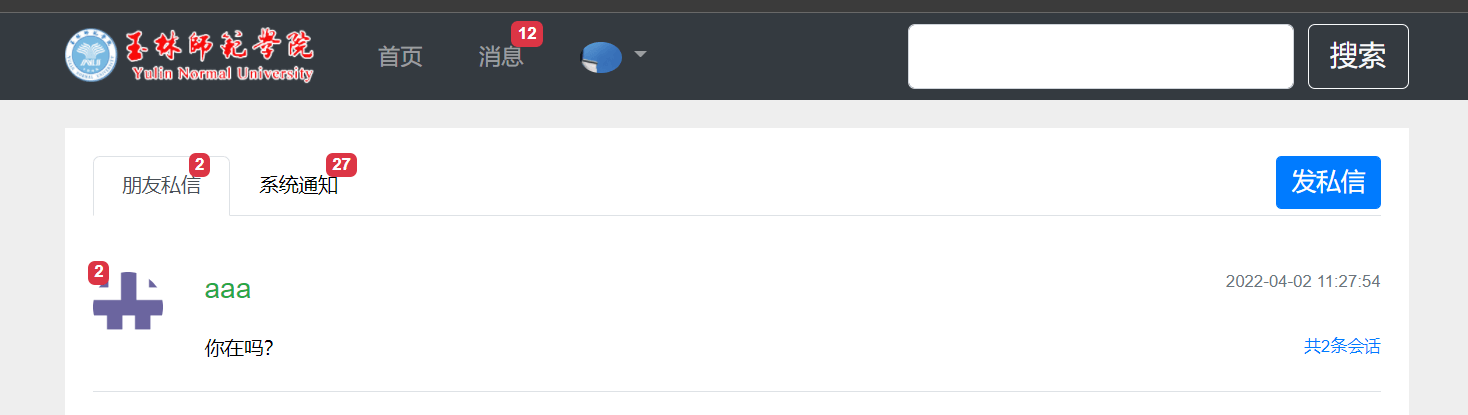 玉林師範学院
Yulin Normal University
首页
消息
12
搜索
朋友私信
2
系统通知
27
发私信
2
aaa
2022-04-02 11:27:54
你在吗?
共2条会话